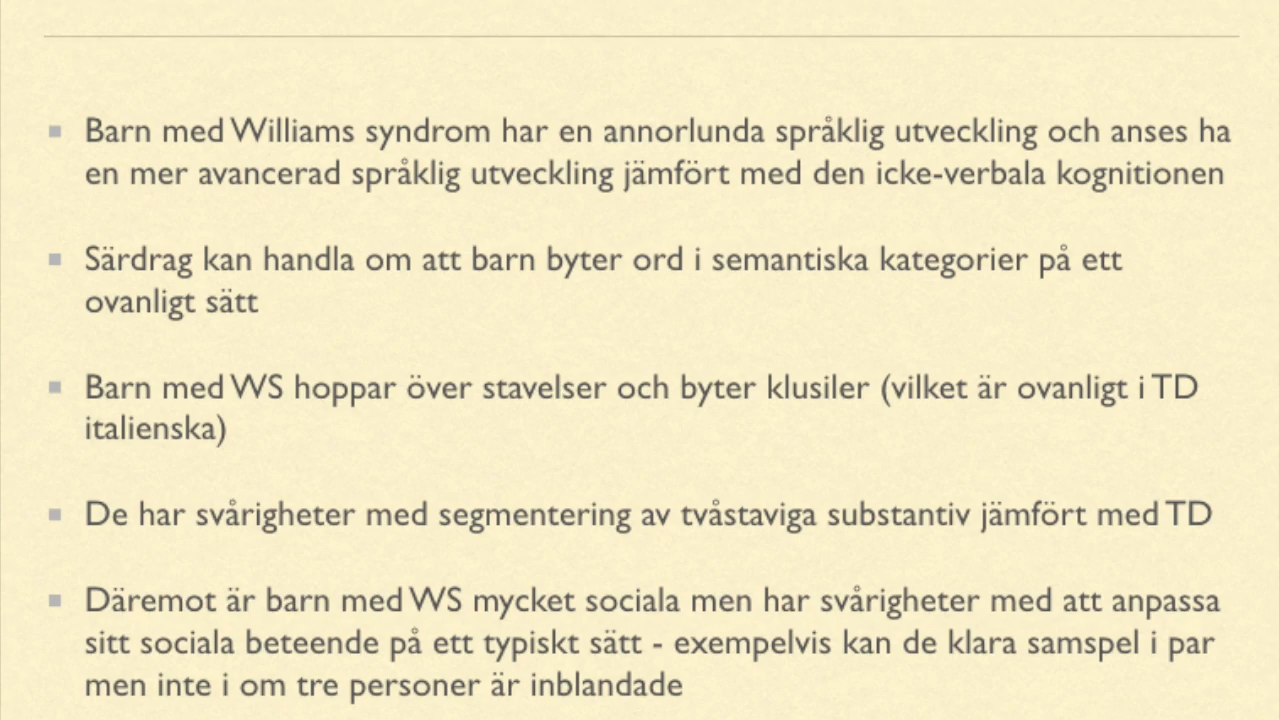 Barn med Williams syndrom har en annorlunda språklig utveckling och anses ha
en mer avancerad språklig utveckling jämfört med den icke-verbala kognitionen
Särdrag kan handla om att barn byter ord i semantiska kategorier på ett
ovanligt sätt
Barn med WS hoppar över stavelser och byter klusiler (vilket är ovanligt i TD
italienska)
De har svårigheter med segmentering av tvåstaviga substantiv jämfört med TD
Däremot är barn med WS mycket sociala men har svårigheter med att anpassa
sitt sociala beteende på ett typiskt sätt - exempelvis kan de klara samspel i par
men inte i om tre personer är inblandade